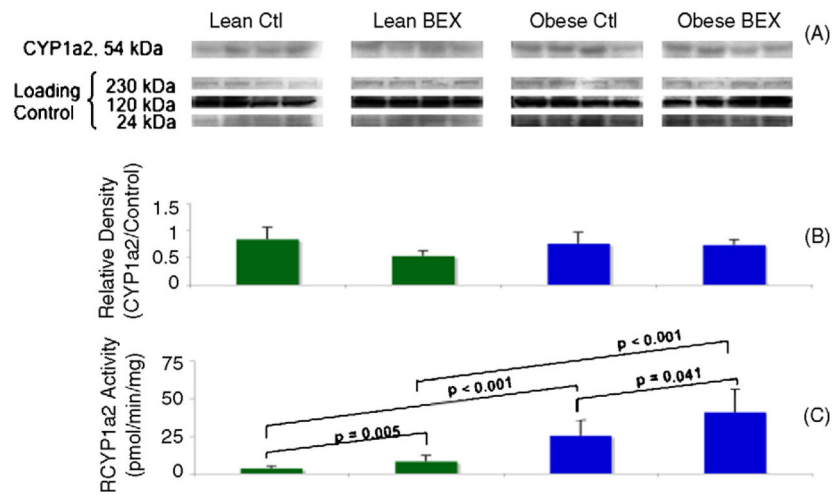 Lean Ctl Lean BEX Obese Ctl Obese BEX
(A)
CYP1a2, 54 kDa
Loading Control
230 kDa
120 kDa
24 kDa
Relative Density
(CYP1a2/Control)
1.5
1
0.5
0
(B)
RCYP1a2 Activity
(pmol/min/mg)
75
50
25
0
p < 0.001
p < 0.001
p = 0.041
p = 0.005
(C)